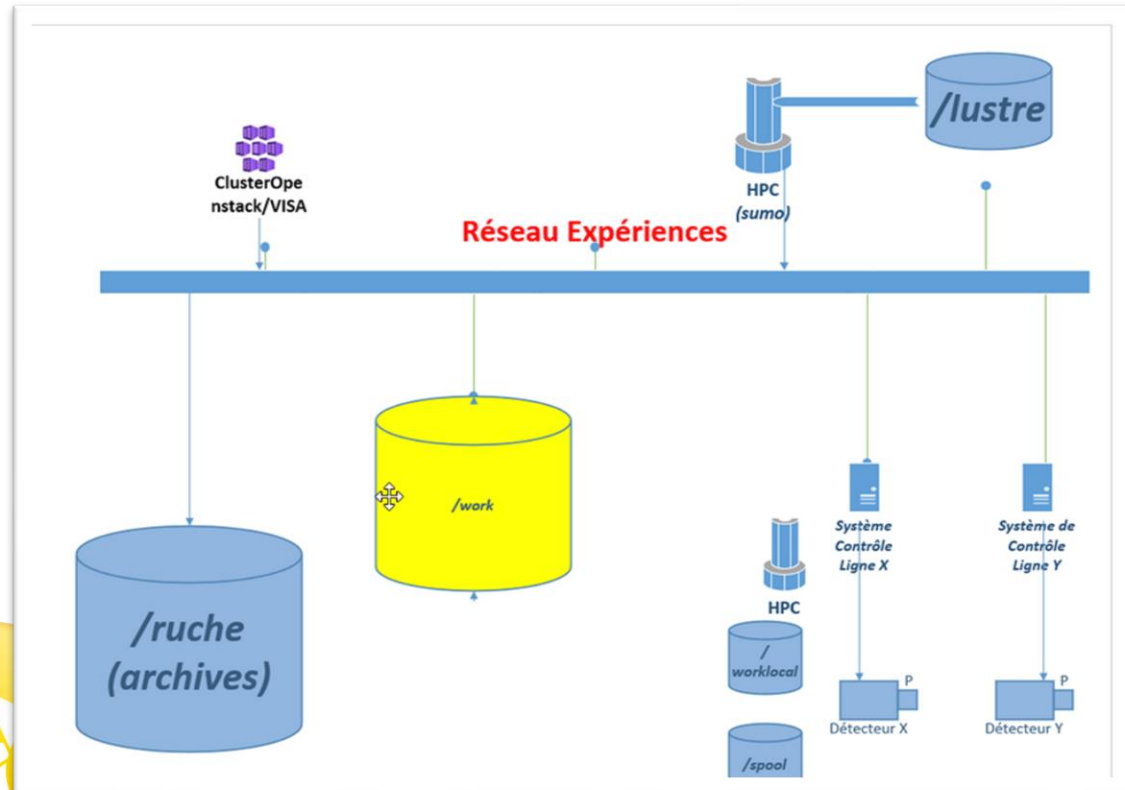 /lustre
ClusterOpe
nstack/VISA
HPC
(sumo)
Réseau Expériences
/work
Système
Contrôle
Ligne X
Système de
Contrôle
Ligne Y
HPC
/ruche
(archives)
/
worklocal
P
P
Détecteur X
Détecteur Y
/spool